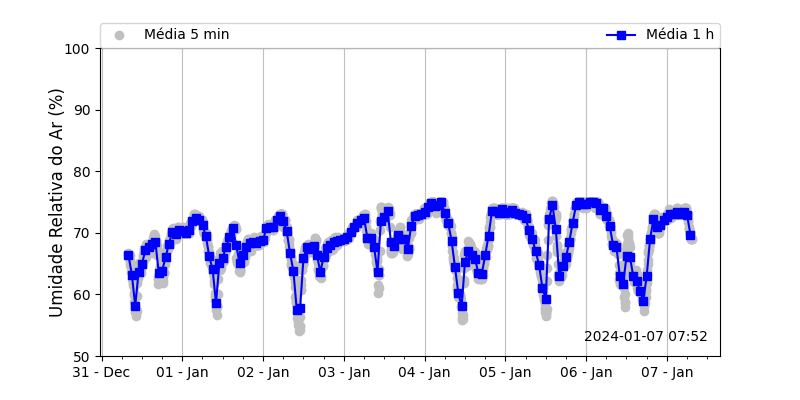 Média 5 min
Média 1 h
Umidade Relativa do Ar (%)
100
90
80
70
60
50
2024-01-07 07:52
31 - Dec
01 - Jan
02 - Jan
03 - Jan
04 - Jan
05 - Jan
06 - Jan
07 - Jan